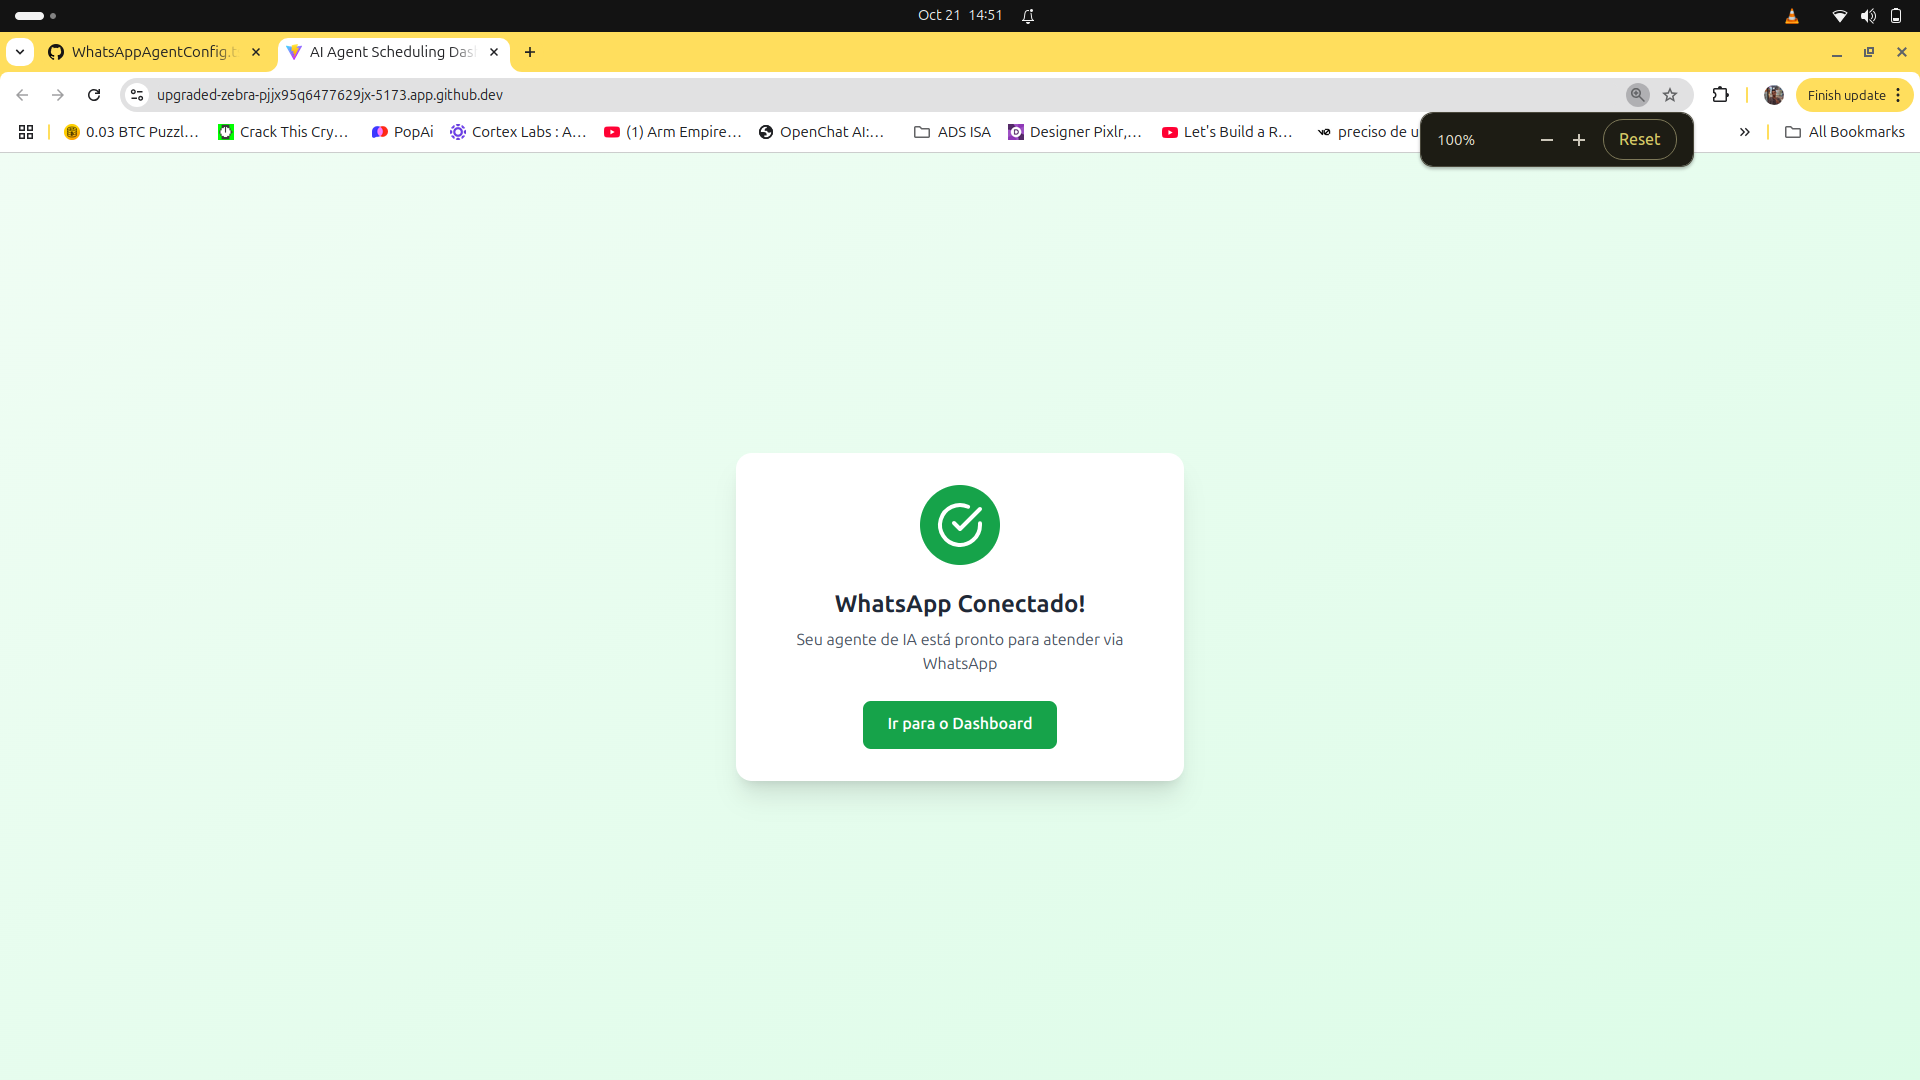 Oct 21 14:51
WhatsAppAgentConfig.t
AI Agent Scheduling Das
upgraded-zebra-pjjx95q6477629jx-5173.app.github.dev
Finish update
0.03 BTC Puzzl...
Crack This Cry...
PopAi
Cortex Labs : A...
(1) Arm Empire...
OpenChat AI:...
ADS ISA
Designer Pixlr,...
Let's Build a R...
preciso de u
All Bookmarks
100%
Reset
WhatsApp Conectado!
Seu agente de IA está pronto para atender via
WhatsApp
Ir para o Dashboard